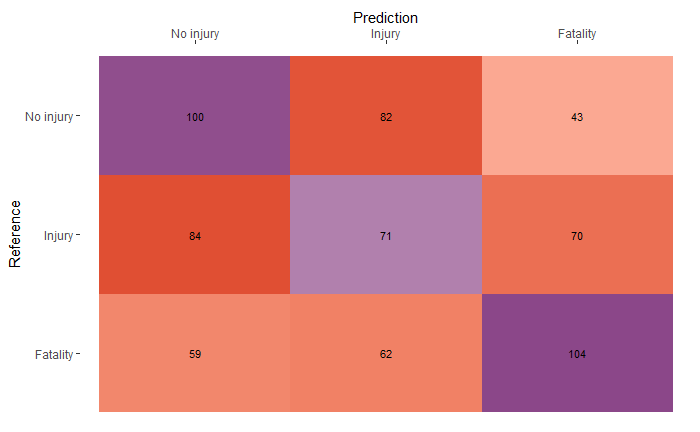 Prediction
No injury Injury Fatality
No injury 100 82 43
Injury 84 71 70
Fatality 59 62 104
Reference